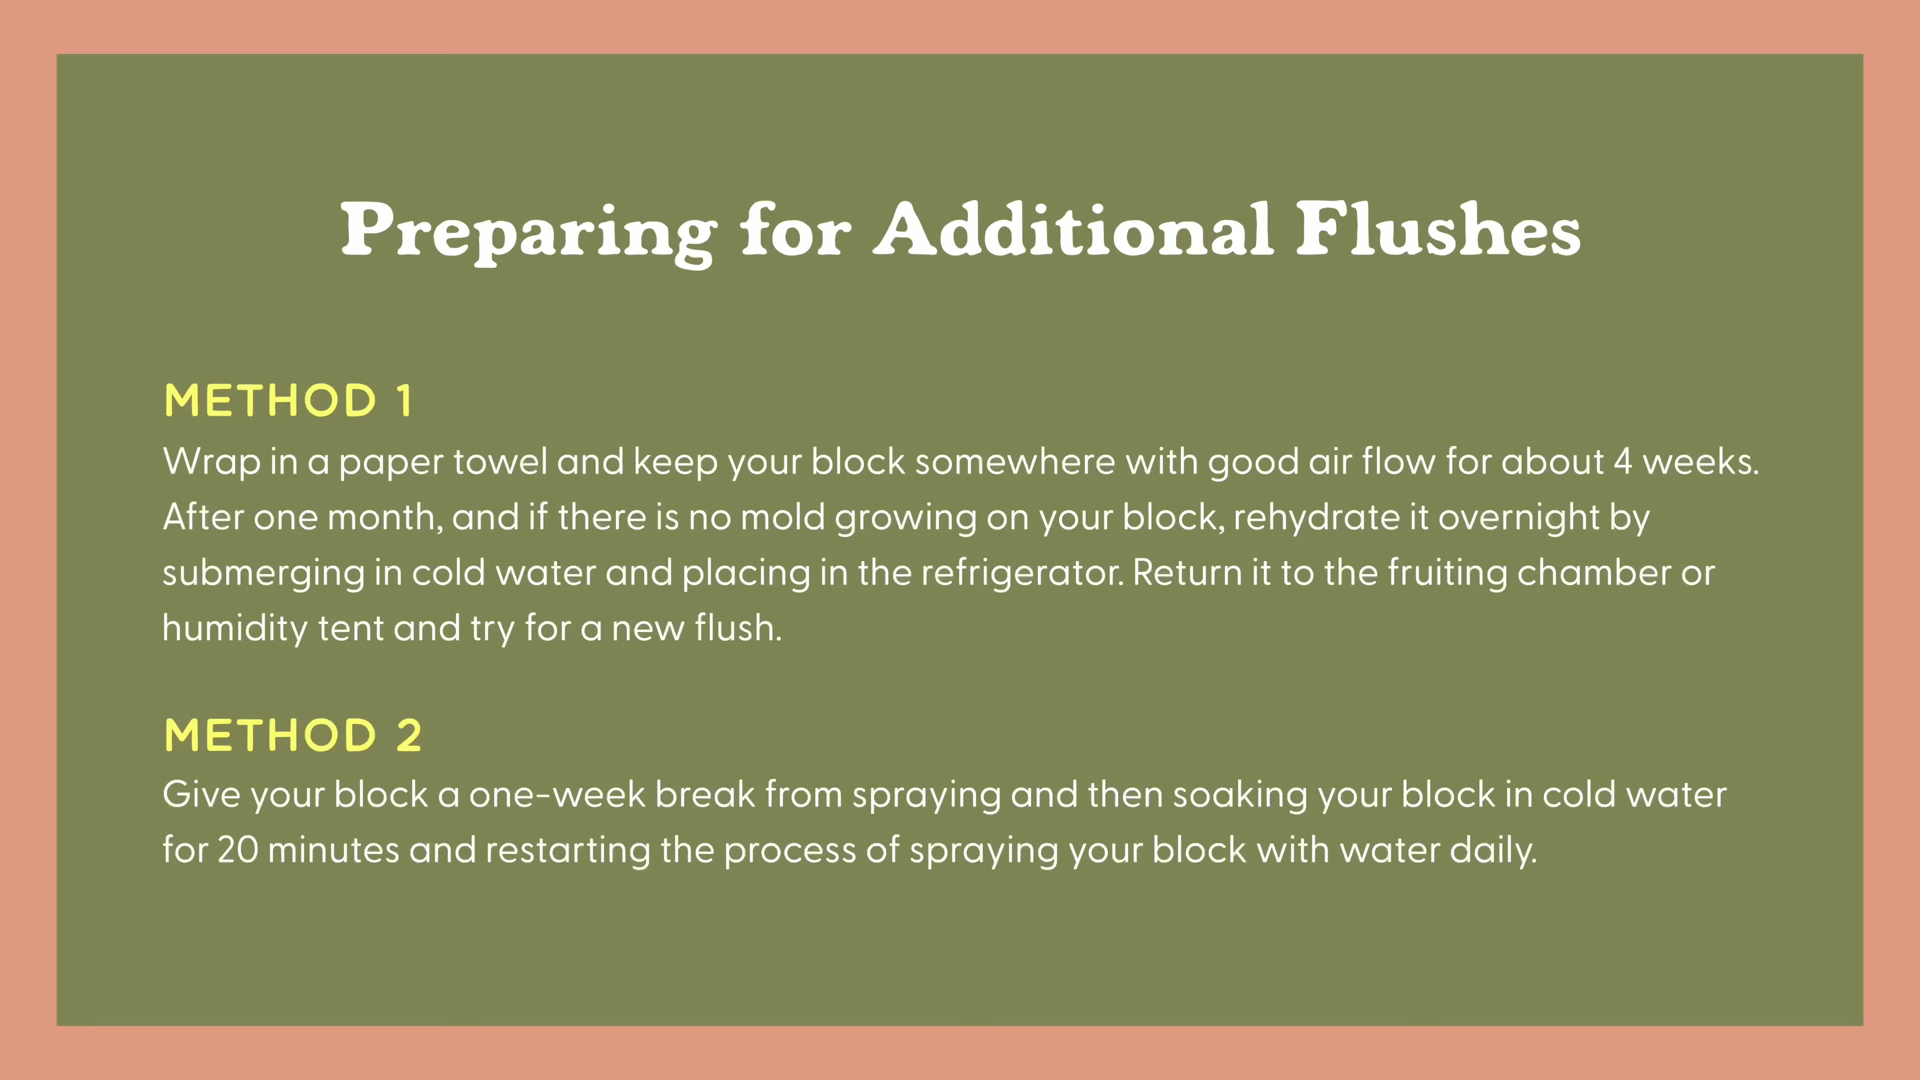 Preparing for Additional Flushes
METHOD 1
Wrap in a paper towel and keep your block somewhere with good air flow for about 4 weeks.
After one month, and if there is no mold growing on your block, rehydrate it overnight by
submerging in cold water and placing in the refrigerator. Return it to the fruiting chamber or
humidity tent and try for a new flush.
METHOD 2
Give your block a one-week break from spraying and then soaking your block in cold water
for 20 minutes and restarting the process of spraying your block with water daily.